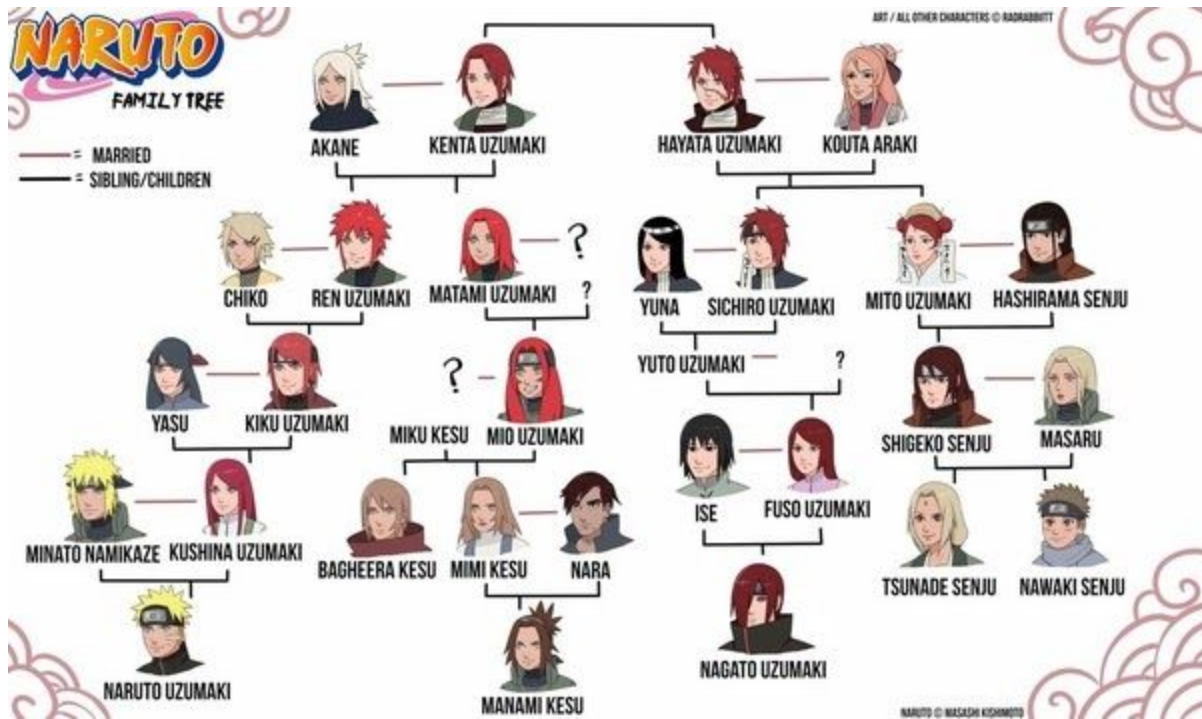 ART / ALL OTHER CHARACTERS © RADRABBITT
NARUTO
FAMILY TREE
= MARRIED
= SIBLING/CHILDREN
AKANE
KENTA UZUMAKI
HAYATA UZUMAKI
KOUTA ARAKI
?
CHIKO
REN UZUMAKI
MATAMI UZUMAKI
?
YUNA
SICHIRO UZUMAKI
MITO UZUMAKI
HASHIRAMA SENJU
?
YUTO UZUMAKI
?
YASU
KIKU UZUMAKI
MIKU KESU
MIO UZUMAKI
SHIGEKO SENJU
MASARU
MINATO NAMIKAZE
KUSHINA UZUMAKI
BAGHEERA KESU
MIMI KESU
NARA
ISE
FUSO UZUMAKI
TSUNADE SENJU
NAWAKI SENJU
NARUTO UZUMAKI
MANAMI KESU
NAGATO UZUMAKI
NARUTO © MASASHI KISHIMOTO